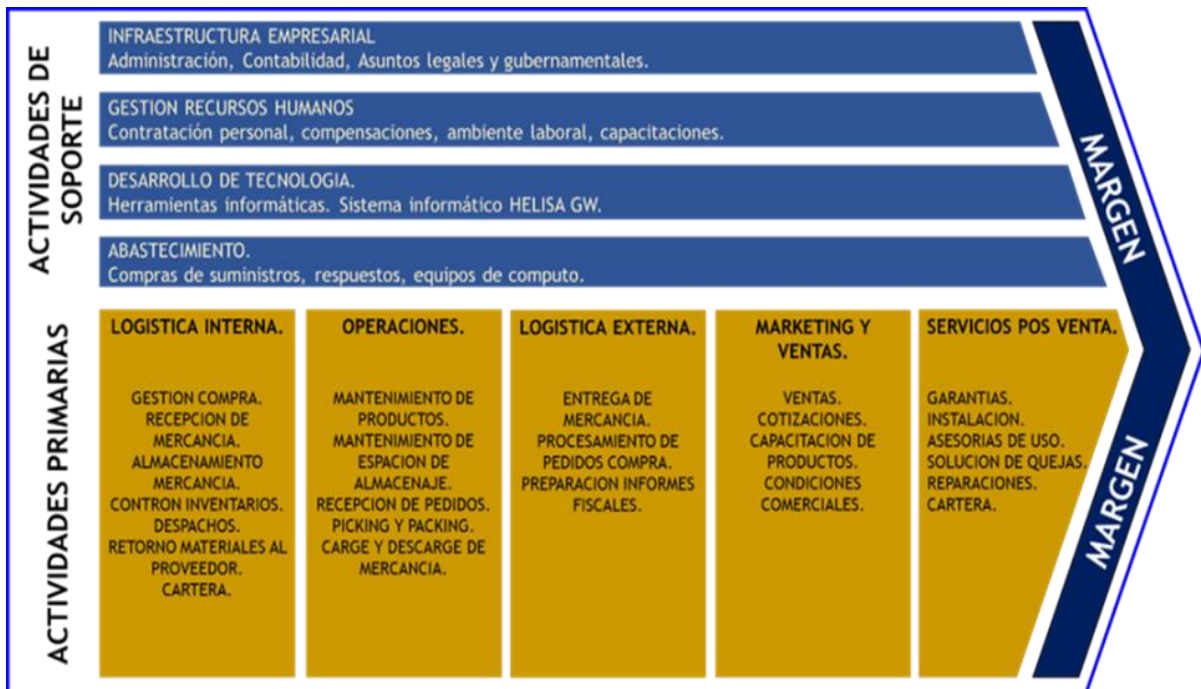 ACTIVIDADES DE
SOPORTE
INFRAESTRUCTURA EMPRESARIAL
Administración, Contabilidad, Asuntos legales y gubernamentales.
GESTION RECURSOS HUMANOS
Contratación personal, compensaciones, ambiente laboral, capacitaciones.
DESARROLLO DE TECNOLOGIA.
Herramientas informáticas. Sistema informático HELISA GW.
ABASTECIMIENTO.
Compras de suministros, respuestos, equipos de computo.
MARGEN
ACTIVIDADES PRIMARIAS
LOGISTICA INTERNA.
GESTION COMPRA.
RECEPCION DE
MERCANCIA.
ALMACENAMIENTO
MERCANCIA.
CONTRON INVENTARIOS.
DESPACHOS.
RETORNO MATERIALES AL
PROVEEDOR.
CARTERA.
OPERACIONES.
MANTENIMIENTO DE
PRODUCTOS.
MANTENIMIENTO DE
ESPACION DE
ALMACENAJE.
RECEPCION DE PEDIDOS.
PICKING Y PACKING.
CARGE Y DESCARGE DE
MERCANCIA.
LOGISTICA EXTERNA.
ENTREGA DE
MERCANCIA.
PROCESAMIENTO DE
PEDIDOS COMPRA.
PREPARACION INFORMES
FISCALES.
MARKETING Y
VENTAS.
VENTAS.
COTIZACIONES.
CAPACITACION DE
PRODUCTOS.
CONDICIONES
COMERCIALES.
SERVICIOS POS VENTA.
GARANTIAS.
INSTALACION.
ASESORIAS DE USO.
SOLUCION DE QUEJAS.
REPARACIONES.
CARTERA.
MARGEN